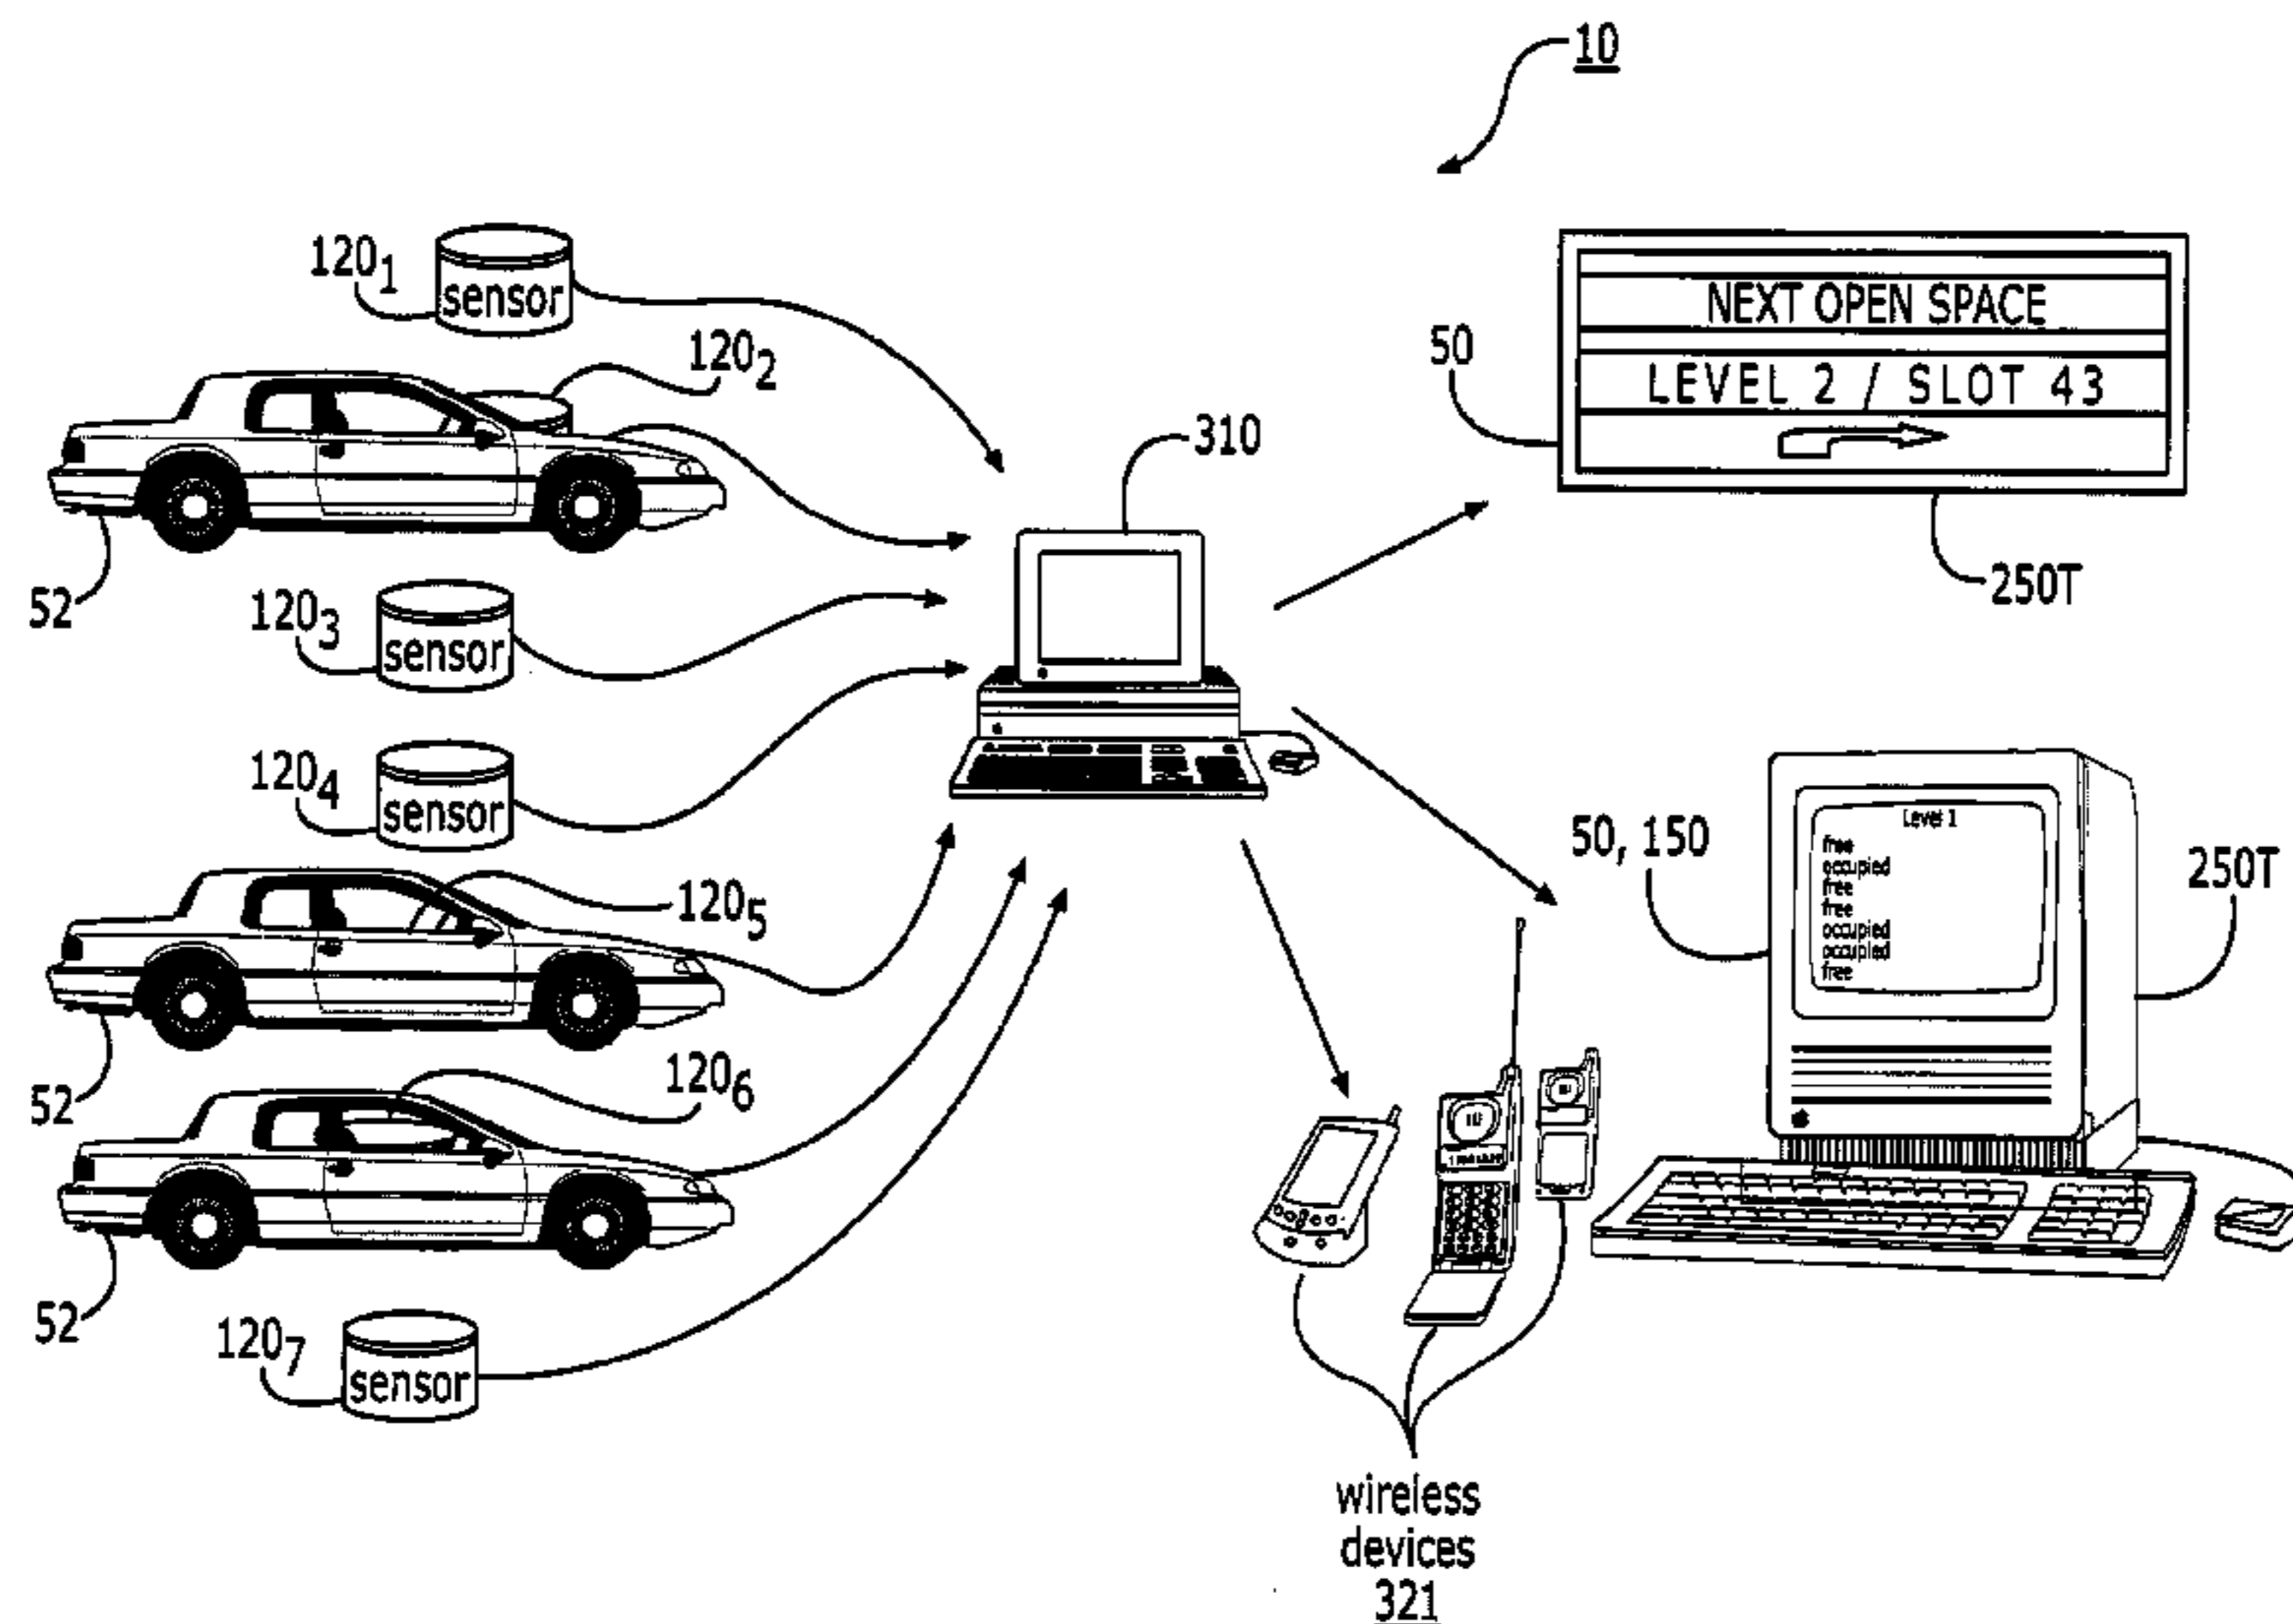 10
120₁
sensor
120₂
52
120₃
sensor
120₄
sensor
120₅
52
120₆
52
120₇
sensor
310
NEXT OPEN SPACE
LEVEL 2 / SLOT 43
50
250T
50, 150
Level 1
free
occupied
free
free
occupied
occupied
free
250T
wireless
devices
321